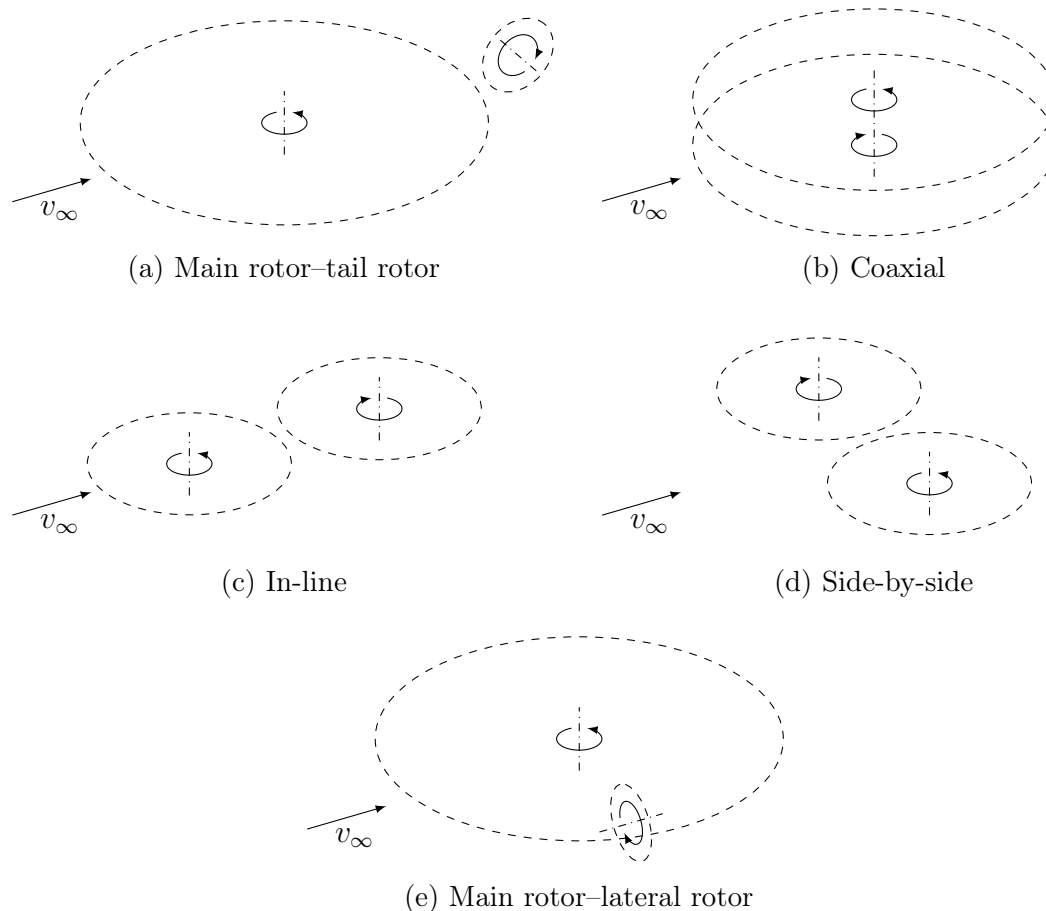 v∞
v∞
(a) Main rotor–tail rotor
(b) Coaxial
v∞
v∞
(c) In-line
(d) Side-by-side
v∞
(e) Main rotor–lateral rotor